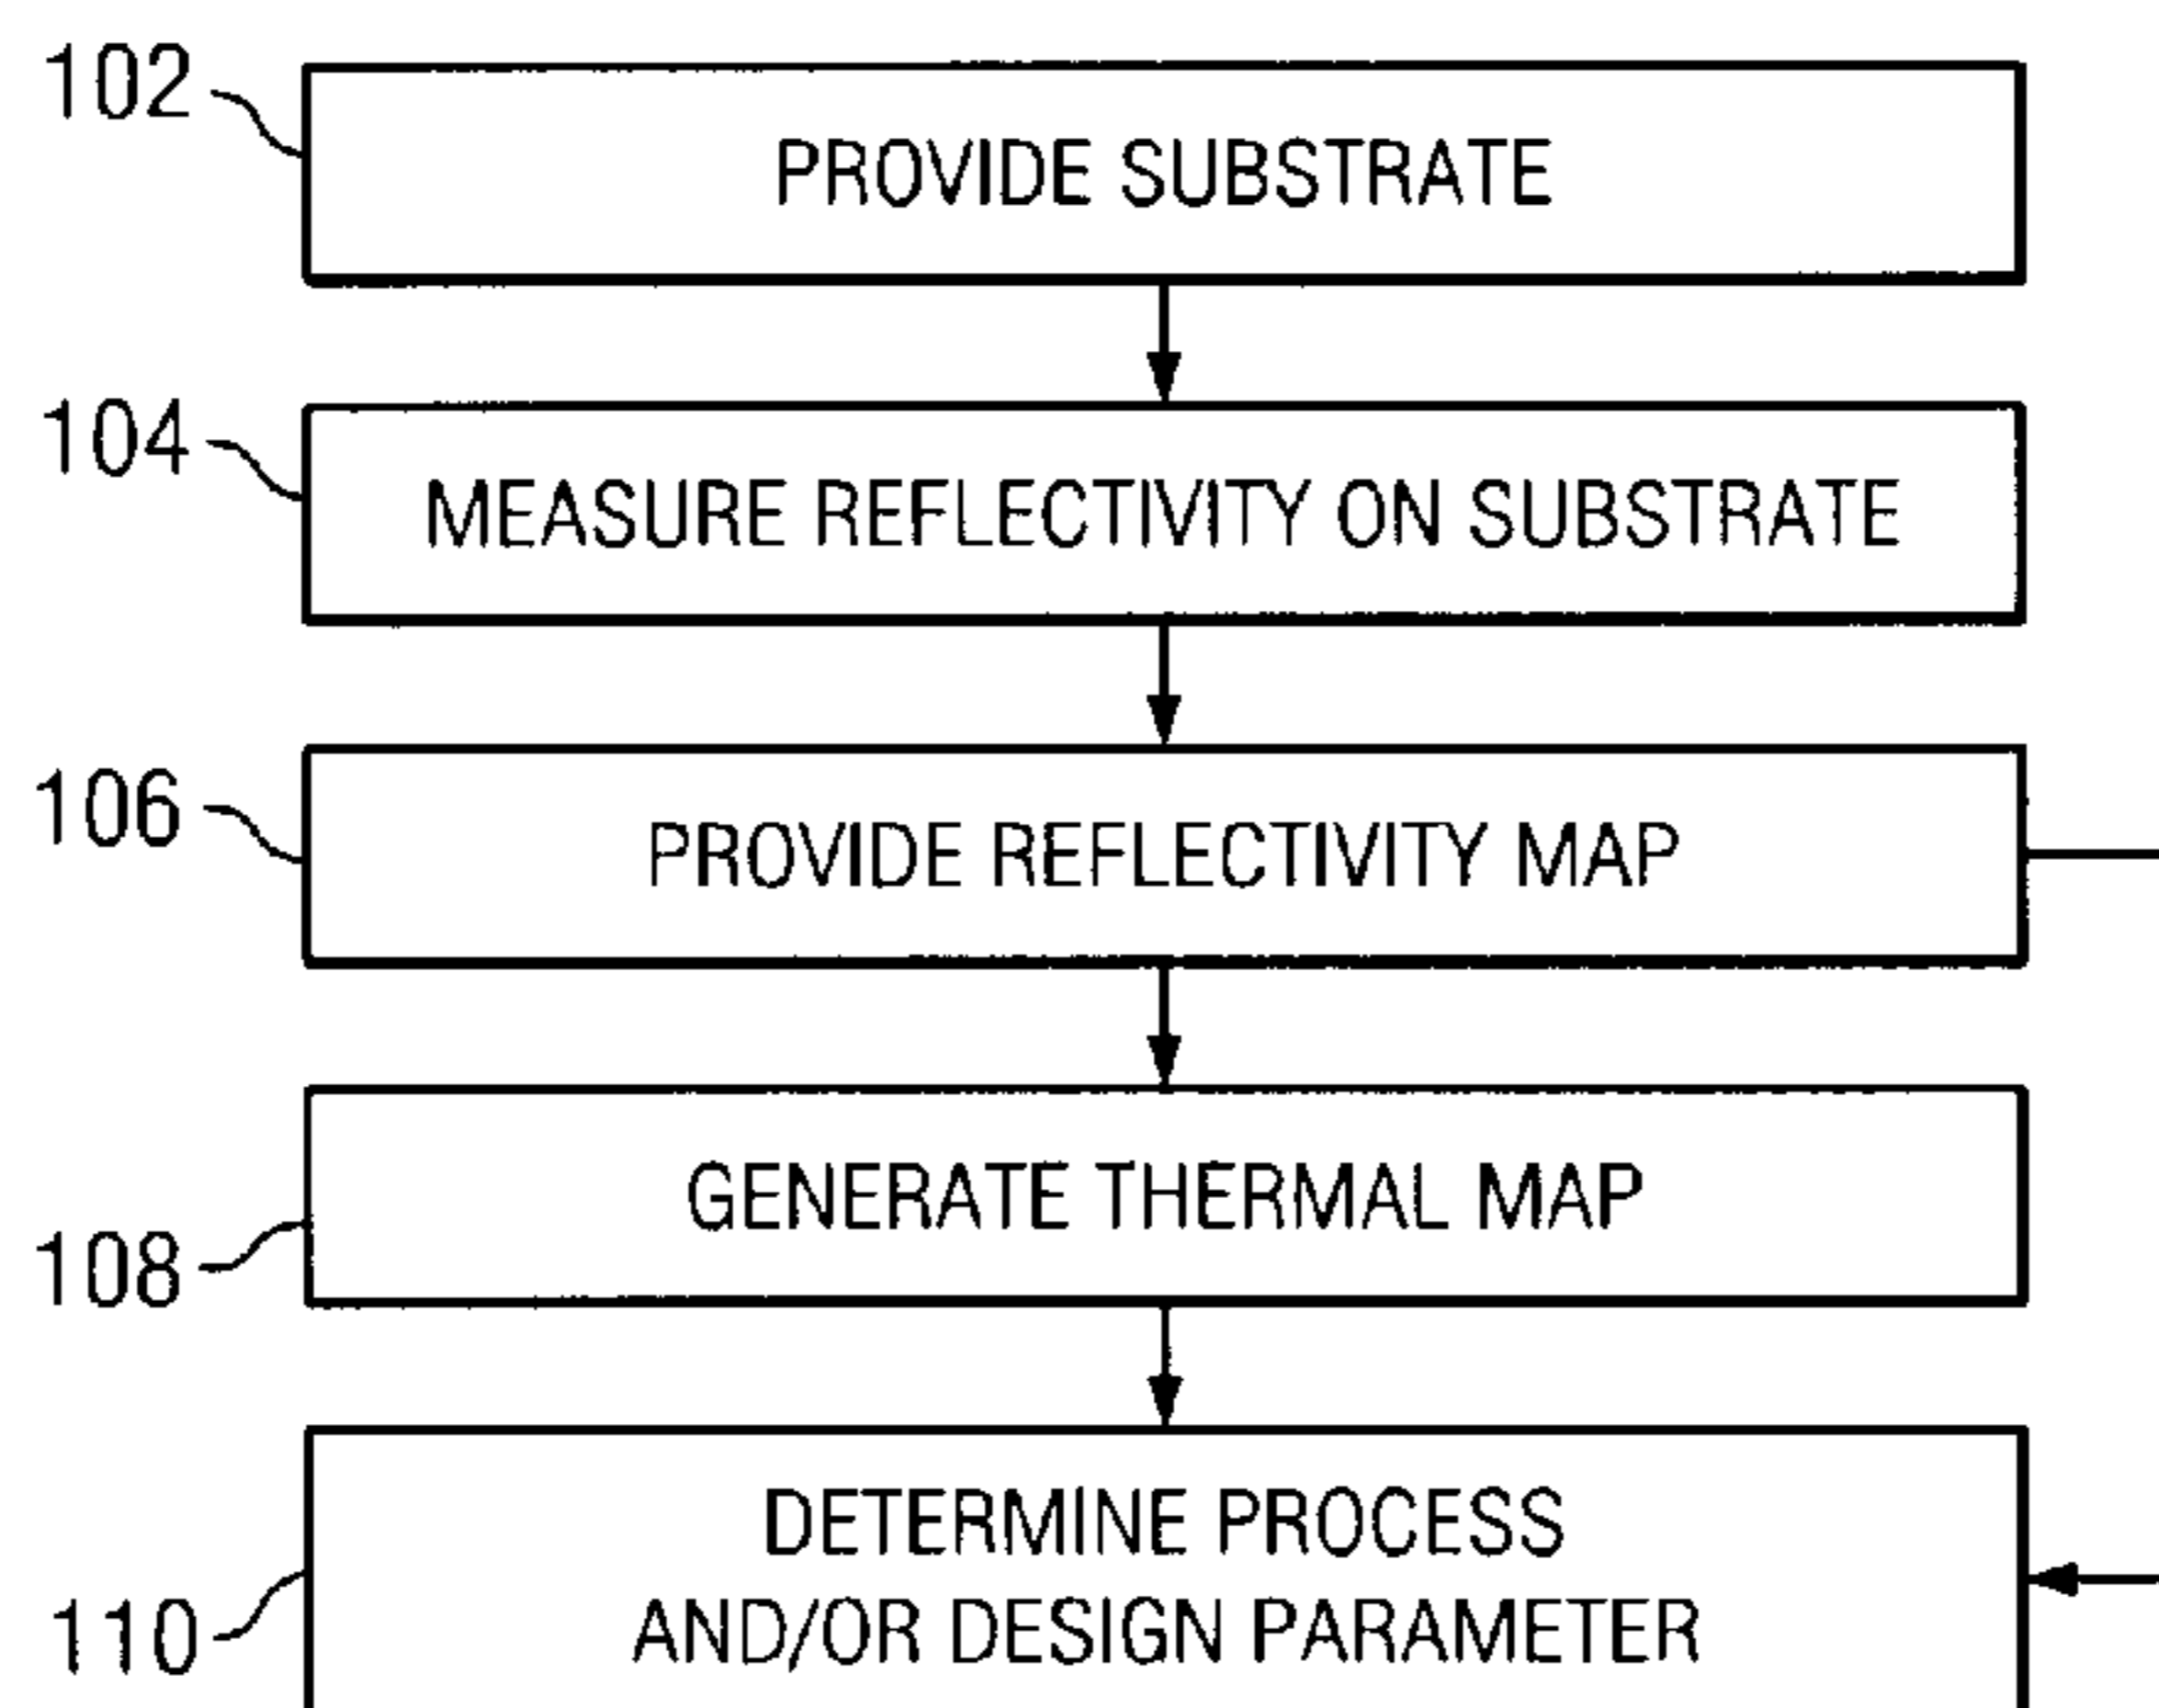 102
PROVIDE SUBSTRATE
104
MEASURE REFLECTIVITY ON SUBSTRATE
106
PROVIDE REFLECTIVITY MAP
GENERATE THERMAL MAP
108
DETERMINE PROCESS
AND/OR DESIGN PARAMETER
110